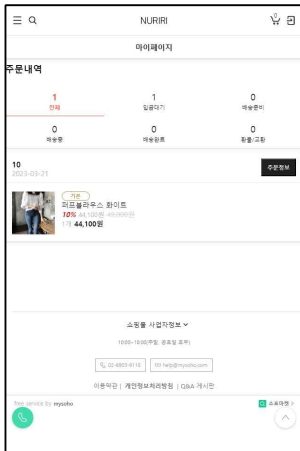 NURIRI
0
마이페이지
주문내역
1 1 0
전체 입금대기 배송준비
0 0 0
배송중 배송완료 환불/교환
10
2023-03-21
주문정보
기본
퍼프블라우스 화이트
10% 44,100원 49,000원
1개 44,100원
쇼핑몰 사업자정보
10:00~18:00(주말, 공휴일 휴무)
help@mysoho.com
이용약관 | 개인정보처리방침 | Q&A 게시판
free service by mysoho
스소마켓 >